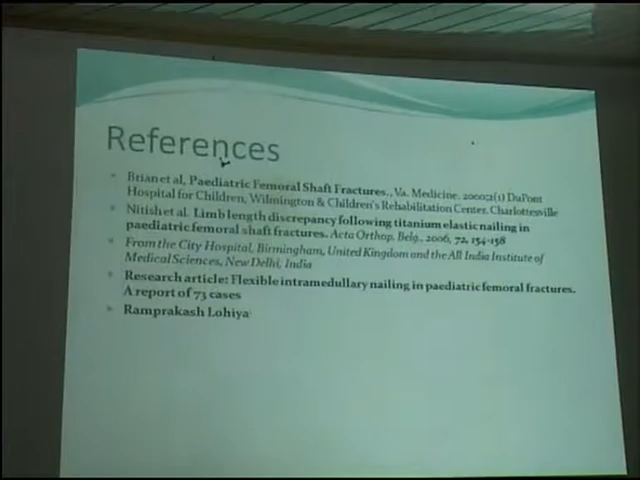 References
Brian et al, Paediatric Femoral Shaft Fractures., Va. Medicine. 2000:2(1) DuPont
Hospital for Children, Wilmington & Children's Rehabilitation Center, Charlottesville
Nitish et al. Limb length discrepancy following titanium elastic nailing in
paediatric femoral shaft fractures. Acta Orthop. Belg., 2006, 72, 154-158
From the City Hospital, Birmingham, United Kingdom and the All India Institute of
Medical Sciences, New Delhi, India
Research article: Flexible intramedullary nailing in paediatric femoral fractures.
A report of 73 cases
Ramprakash Lohiya